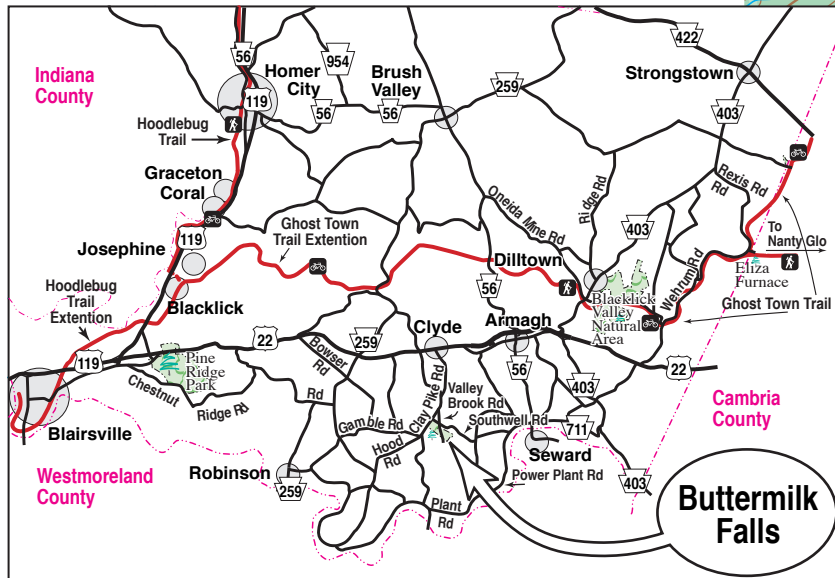 56
954
422
Indiana
County
Homer
City
Brush
Valley
Strongstown
119
259
403
56
56
Hoodlebug
Trail
Graceton
Coral
Oneida Mine Rd
Ridge Rd
Rexis Rd
Ghost Town
Trail Extention
403
To
Nanty Glo
119
Josephine
Dilltown
Wehrum Rd
Eliza
Furnace
Hoodlebug
Trail
Extention
56
Blacklick
Blacklick
Valley
Natural
Area
Ghost Town Trail
Clyde
Armagh
22
259
119
Pine
Ridge
Park
Bowser
Rd
Clay Pike Rd
Valley
Brook Rd
56
403
22
Chestnut
Ridge Rd
Cambria
County
Gamble Rd
Southwell Rd
711
Blairsville
Hood
Rd
Seward
Westmoreland
County
Robinson
259
Power Plant Rd
403
Plant
Rd
Buttermilk
Falls